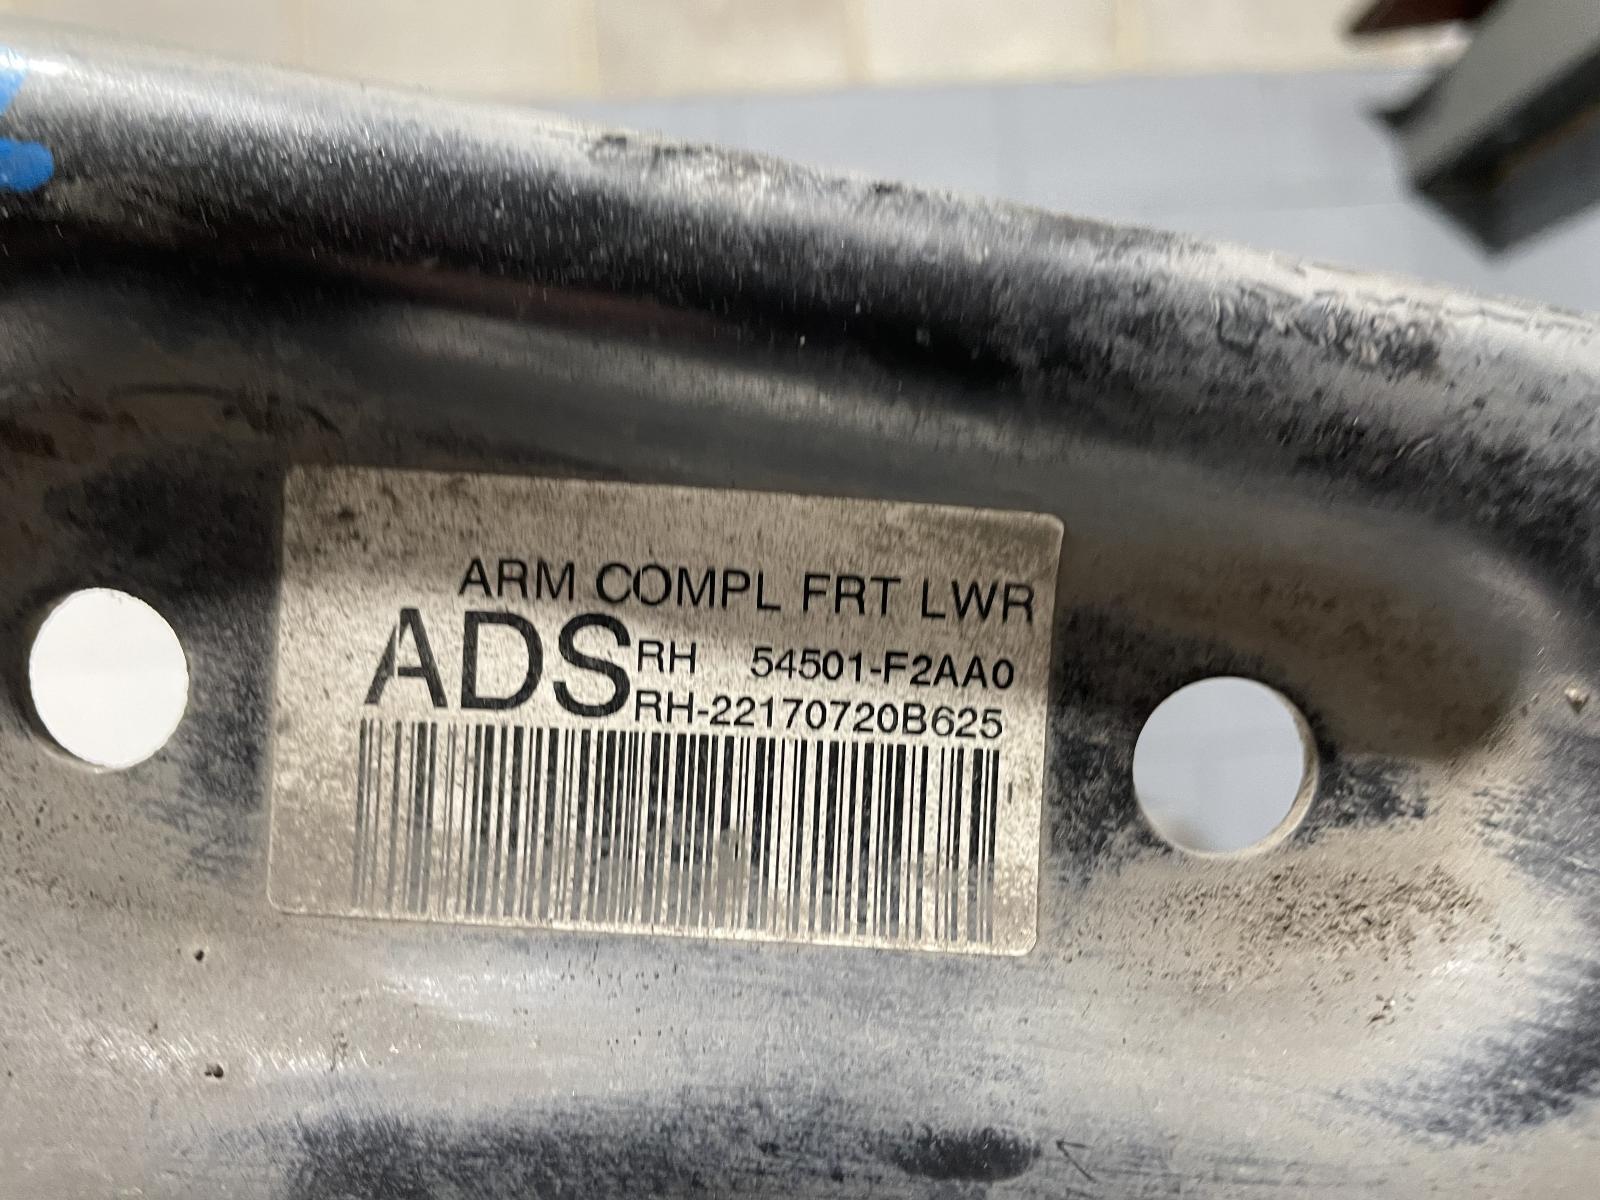 ARM COMPL FRT LWR
ADS
RH 54501-F2AA0
RH-22170720B625